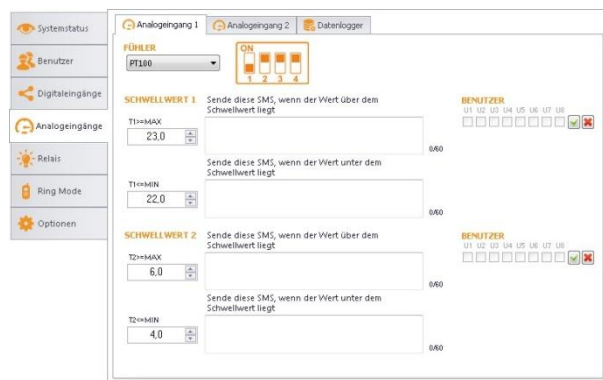 Systemstatus
Benutzer
Digitaleingänge
Analogeingänge
Relais
Ring Mode
Optionen
Analogeingang 1
Analogeingang 2
Datenlogger
FÜHLER
PT100
ON
1 2 3 4
SCHWELLWERT 1
Sende diese SMS, wenn der Wert über dem
Schwellwert liegt
BENUTZER
U1 U2 U3 U4 U5 U6 U7 U8
T1>=MAX
23,0
0/60
Sende diese SMS, wenn der Wert unter dem
Schwellwert liegt
T1<=MIN
22,0
0/60
SCHWELLWERT 2
Sende diese SMS, wenn der Wert über dem
Schwellwert liegt
BENUTZER
U1 U2 U3 U4 U5 U6 U7 U8
T2>=MAX
6,0
0/60
Sende diese SMS, wenn der Wert unter dem
Schwellwert liegt
T2<=MIN
4,0
0/60